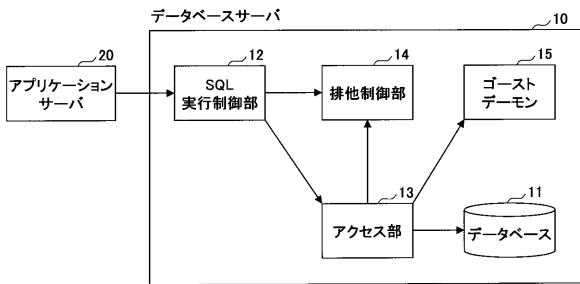 データベースサーバ
10
20
12
14
15
アプリケーション
サーバ
SQL
実行制御部
排他制御部
ゴースト
デーモン
13
11
アクセス部
データベース